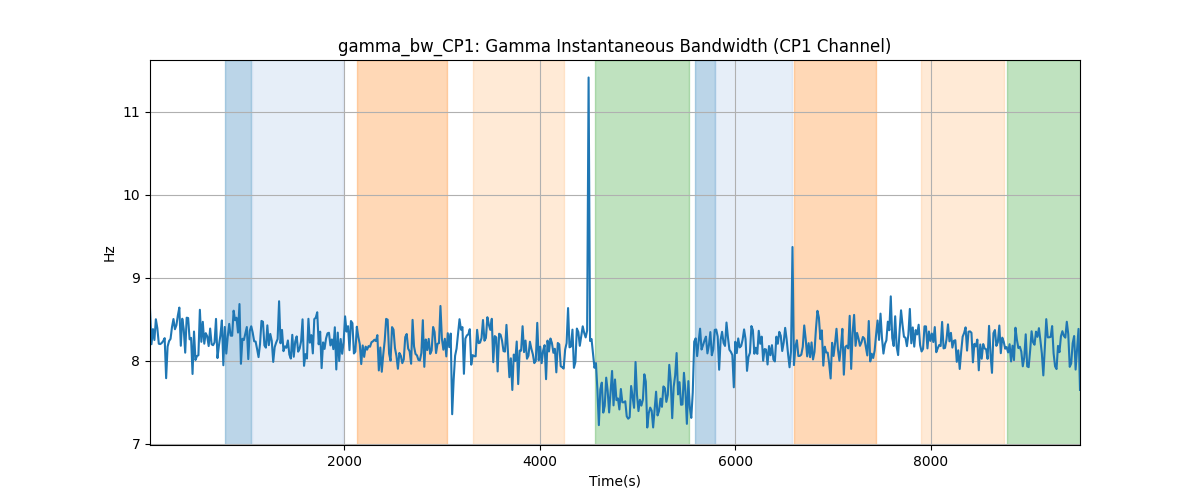 gamma_bw_CP1: Gamma Instantaneous Bandwidth (CP1 Channel)
11
10
9
8
7
Hz
2000 4000 6000 8000
Time(s)